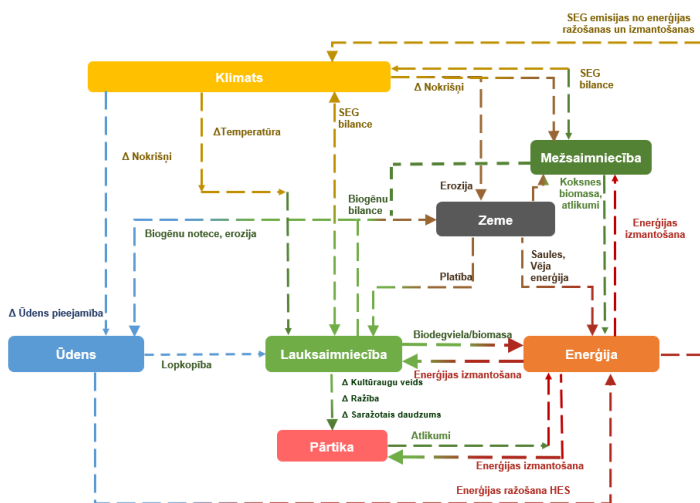 SEG emisijas no enerģijas
ražošanas un izmantošanas
Klimats
SEG
bilance
Δ Nokrišņi
SEG
bilance
ΔTemperatūra
Δ Nokrišņi
Mežsaimniecība
Koksnes
biomasa,
atlikumi
Erozija
Biogēnu
bilance
Zeme
Enerģijas
izmantošana
Biogēnu notece, erozija
Saules,
Vēja
enerģija
Platība
Δ Ūdens pieejamība
Biodegviela/biomasa
Ūdens
Lauksaimniecība
Enerģija
Lopkopība
Enerģijas izmantošana
Δ Kultūraugu veids
Δ Ražība
Δ Saražotais daudzums
Pārtika
Atlikumi
Enerģijas izmantošana
Enerģijas ražošana HES